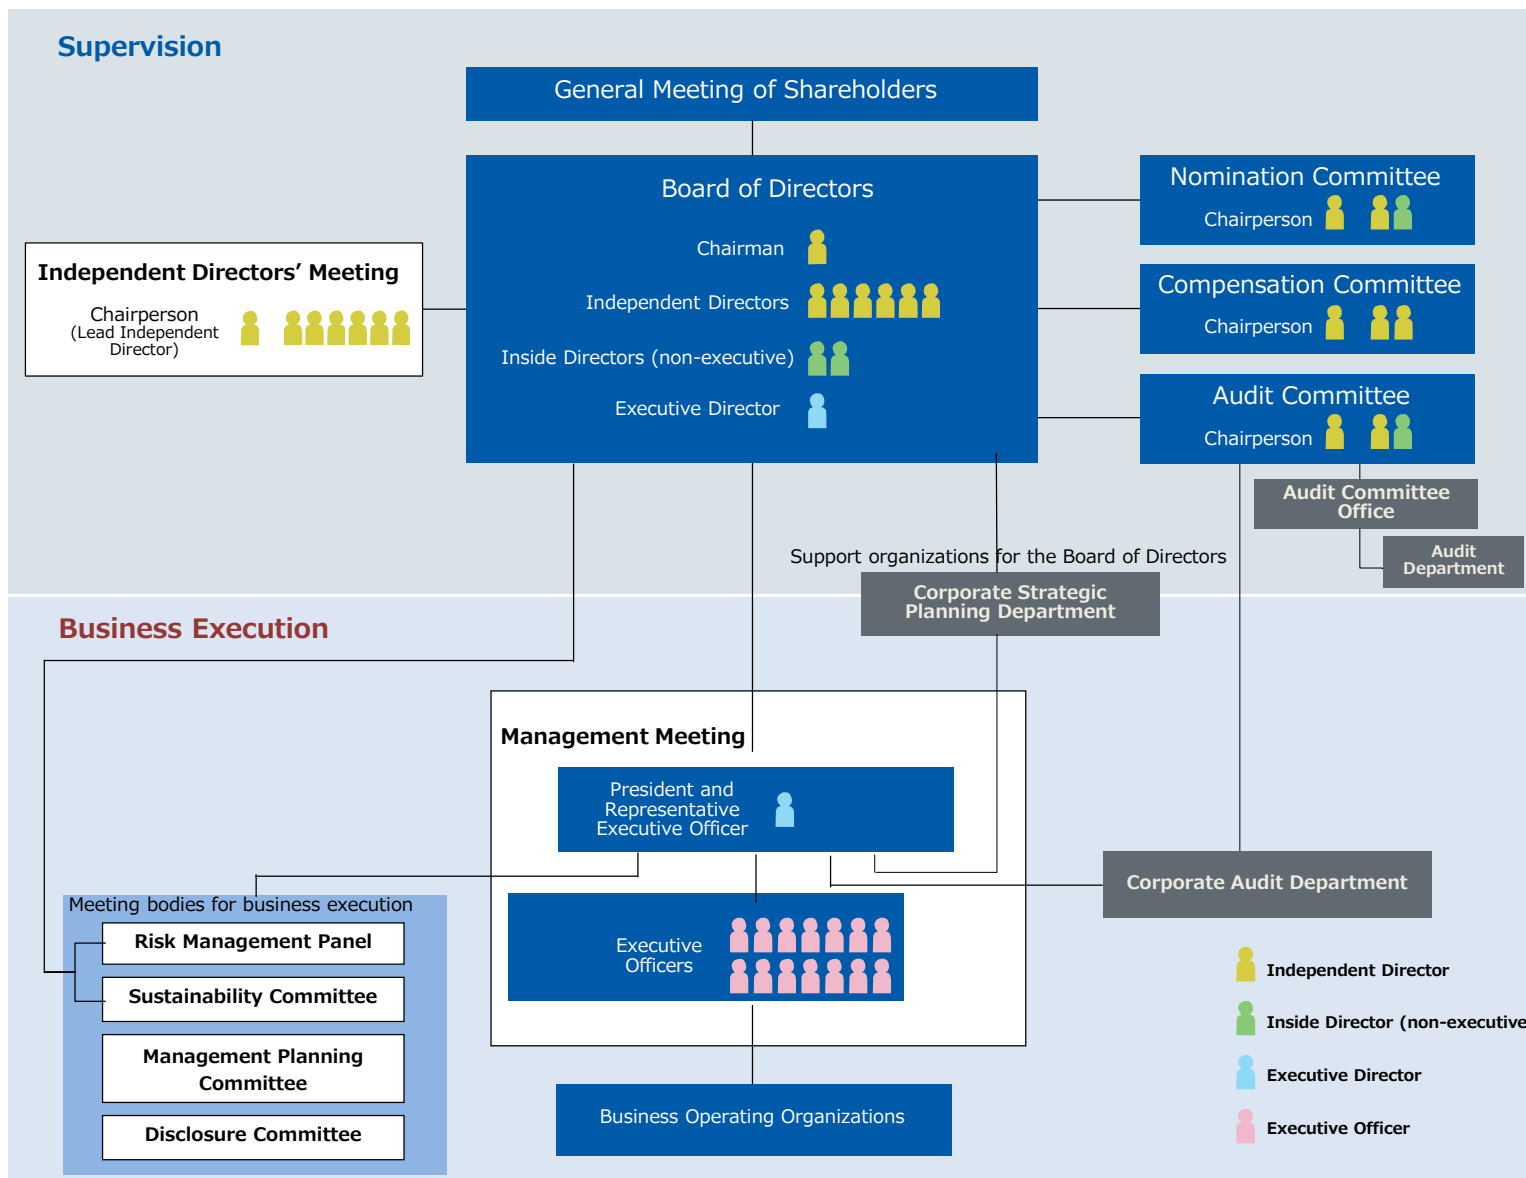 Supervision
General Meeting of Shareholders
Board of Directors
Chairman
Independent Directors
Inside Directors (non-executive)
Executive Director
Independent Directors’ Meeting
Chairperson
(Lead Independent
Director)
Nomination Committee
Chairperson
Compensation Committee
Chairperson
Audit Committee
Chairperson
Audit Committee
Office
Audit
Department
Support organizations for the Board of Directors
Corporate Strategic
Planning Department
Business Execution
Management Meeting
President and
Representative
Executive Officer
Executive
Officers
Corporate Audit Department
Meeting bodies for business execution
Risk Management Panel
Sustainability Committee
Management Planning
Committee
Disclosure Committee
Business Operating Organizations
Independent Director
Inside Director (non-executive
Executive Director
Executive Officer